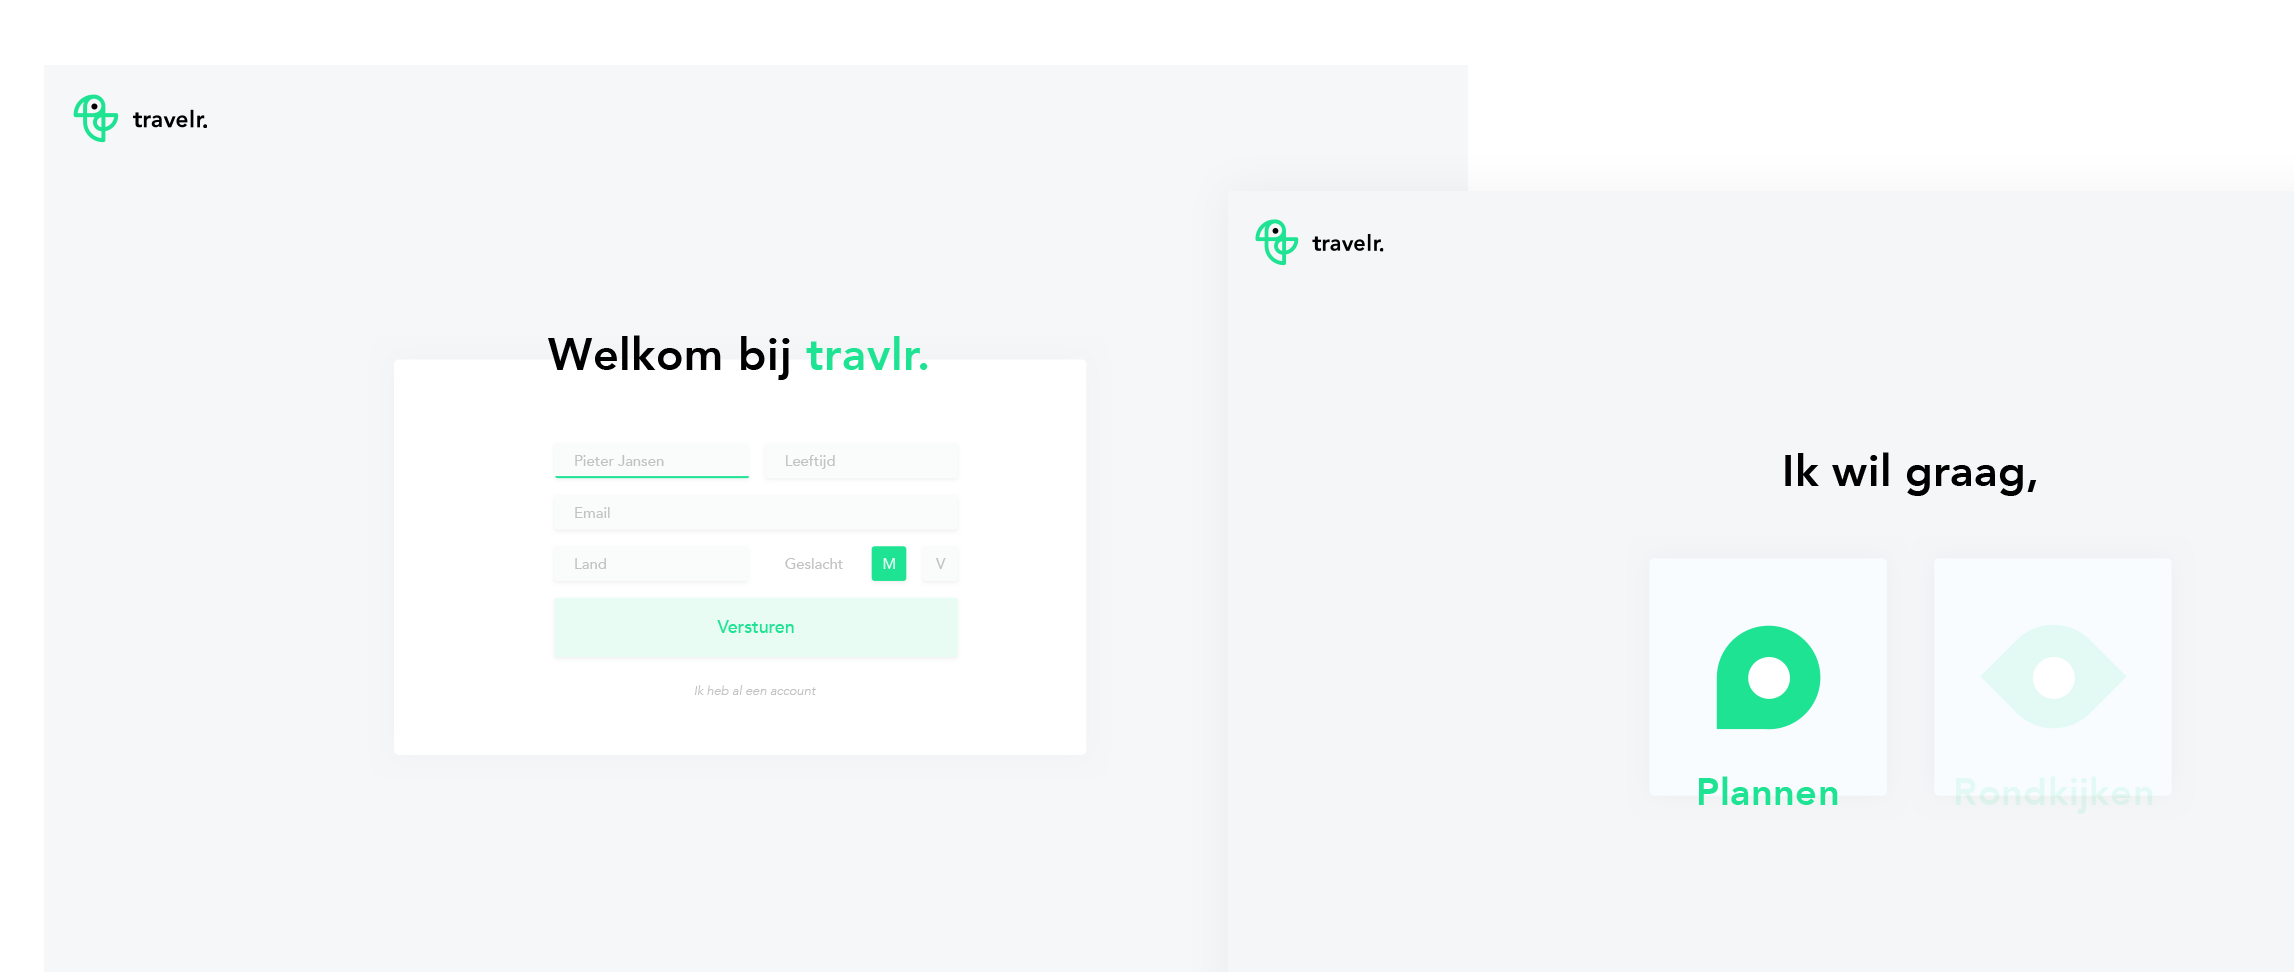 travelr.
Welkom bij travlr.
Pieter Jansen
Leeftijd
Email
Land
Geslacht M V
Versturen
Ik heb al een account
travelr.
Ik wil graag,
Plannen
Rondkijken